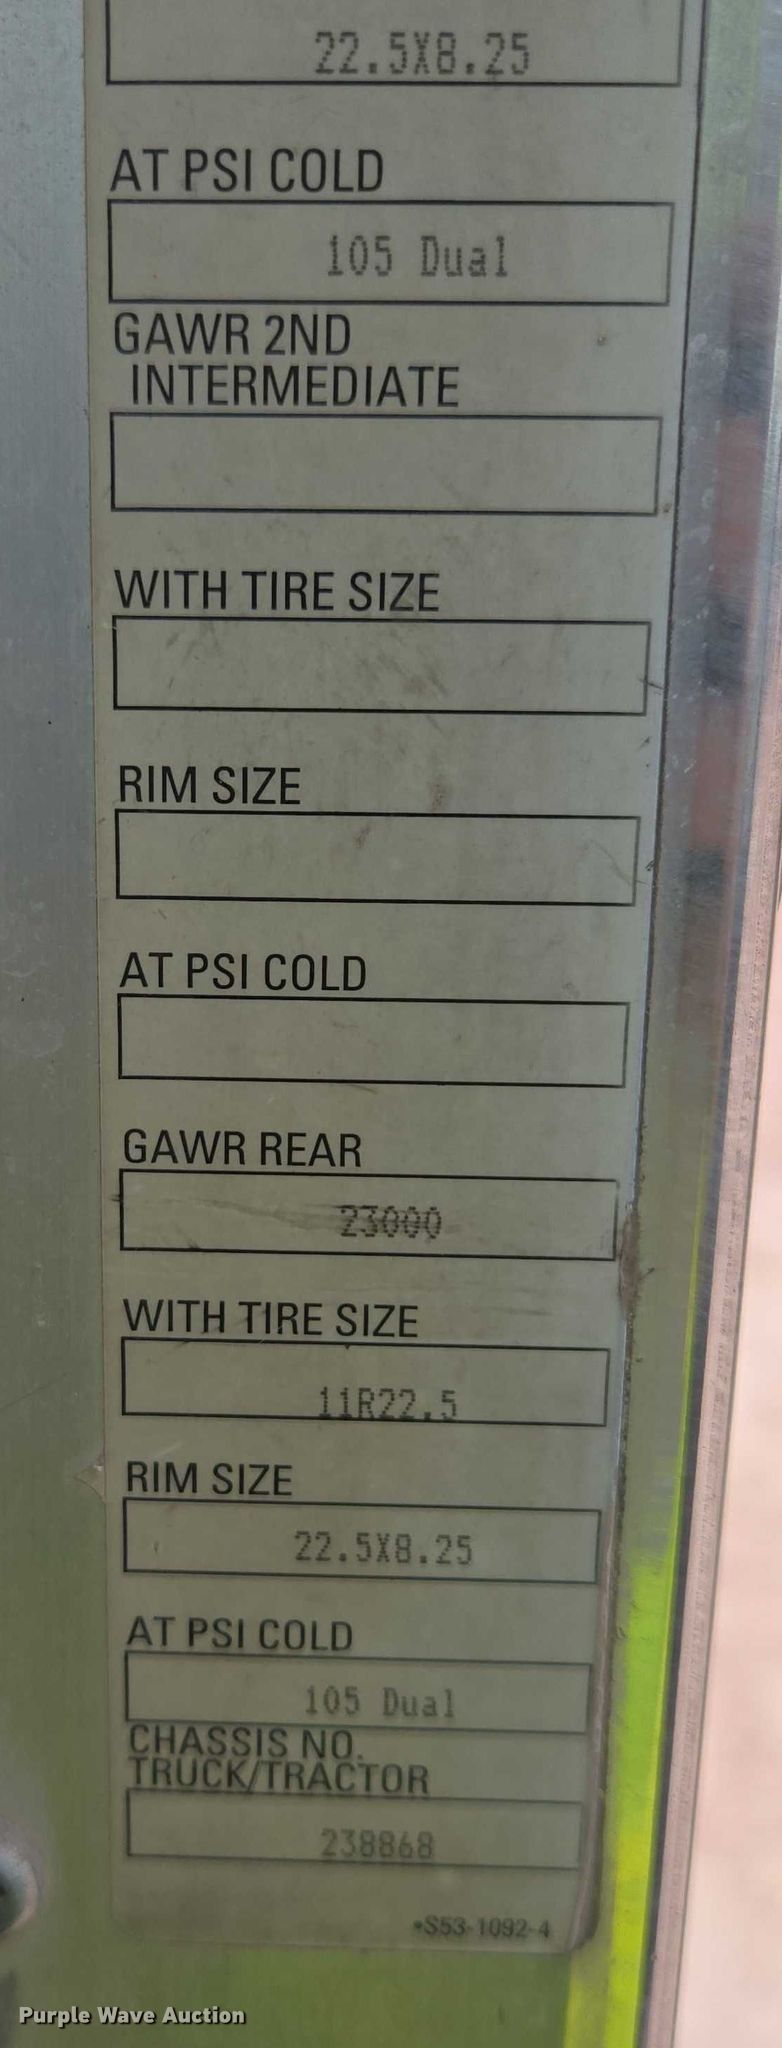 22.5X8.25
AT PSI COLD
105 Dual
GAWR 2ND
INTERMEDIATE
WITH TIRE SIZE
RIM SIZE
AT PSI COLD
GAWR REAR
23000
WITH TIRE SIZE
11R22.5
RIM SIZE
22.5X8.25
AT PSI COLD
105 Dual
CHASSIS NO.
TRUCK/TRACTOR
238868
•S53-1092-4
Purple Wave Auction